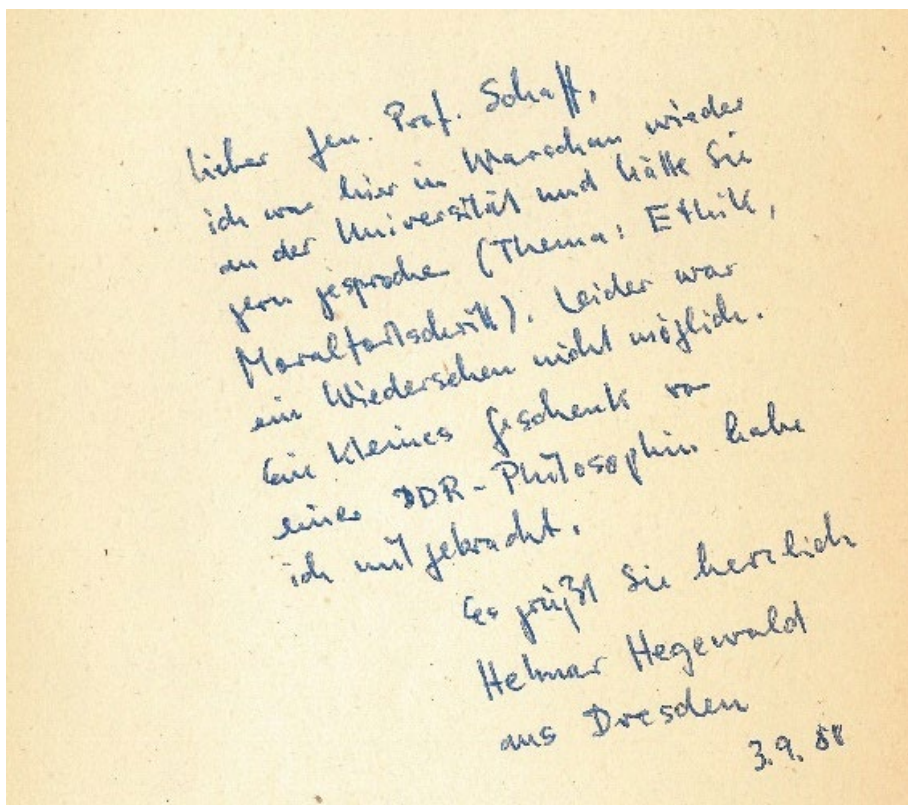 Lieber Gen. Prof. Schaff,
ich war hier in Warschau wieder
an der Universität und hätte Sie
gern gesprochen (Thema: Ethik,
Moralfortschritt). Leider war
ein Wiedersehen nicht möglich.
Ein kleines Geschenk von
einer DDR-Philosophin habe
ich mitgebracht.
Es grüßt Sie herzlich
Helmar Hegewald
aus Dresden
3.9.88